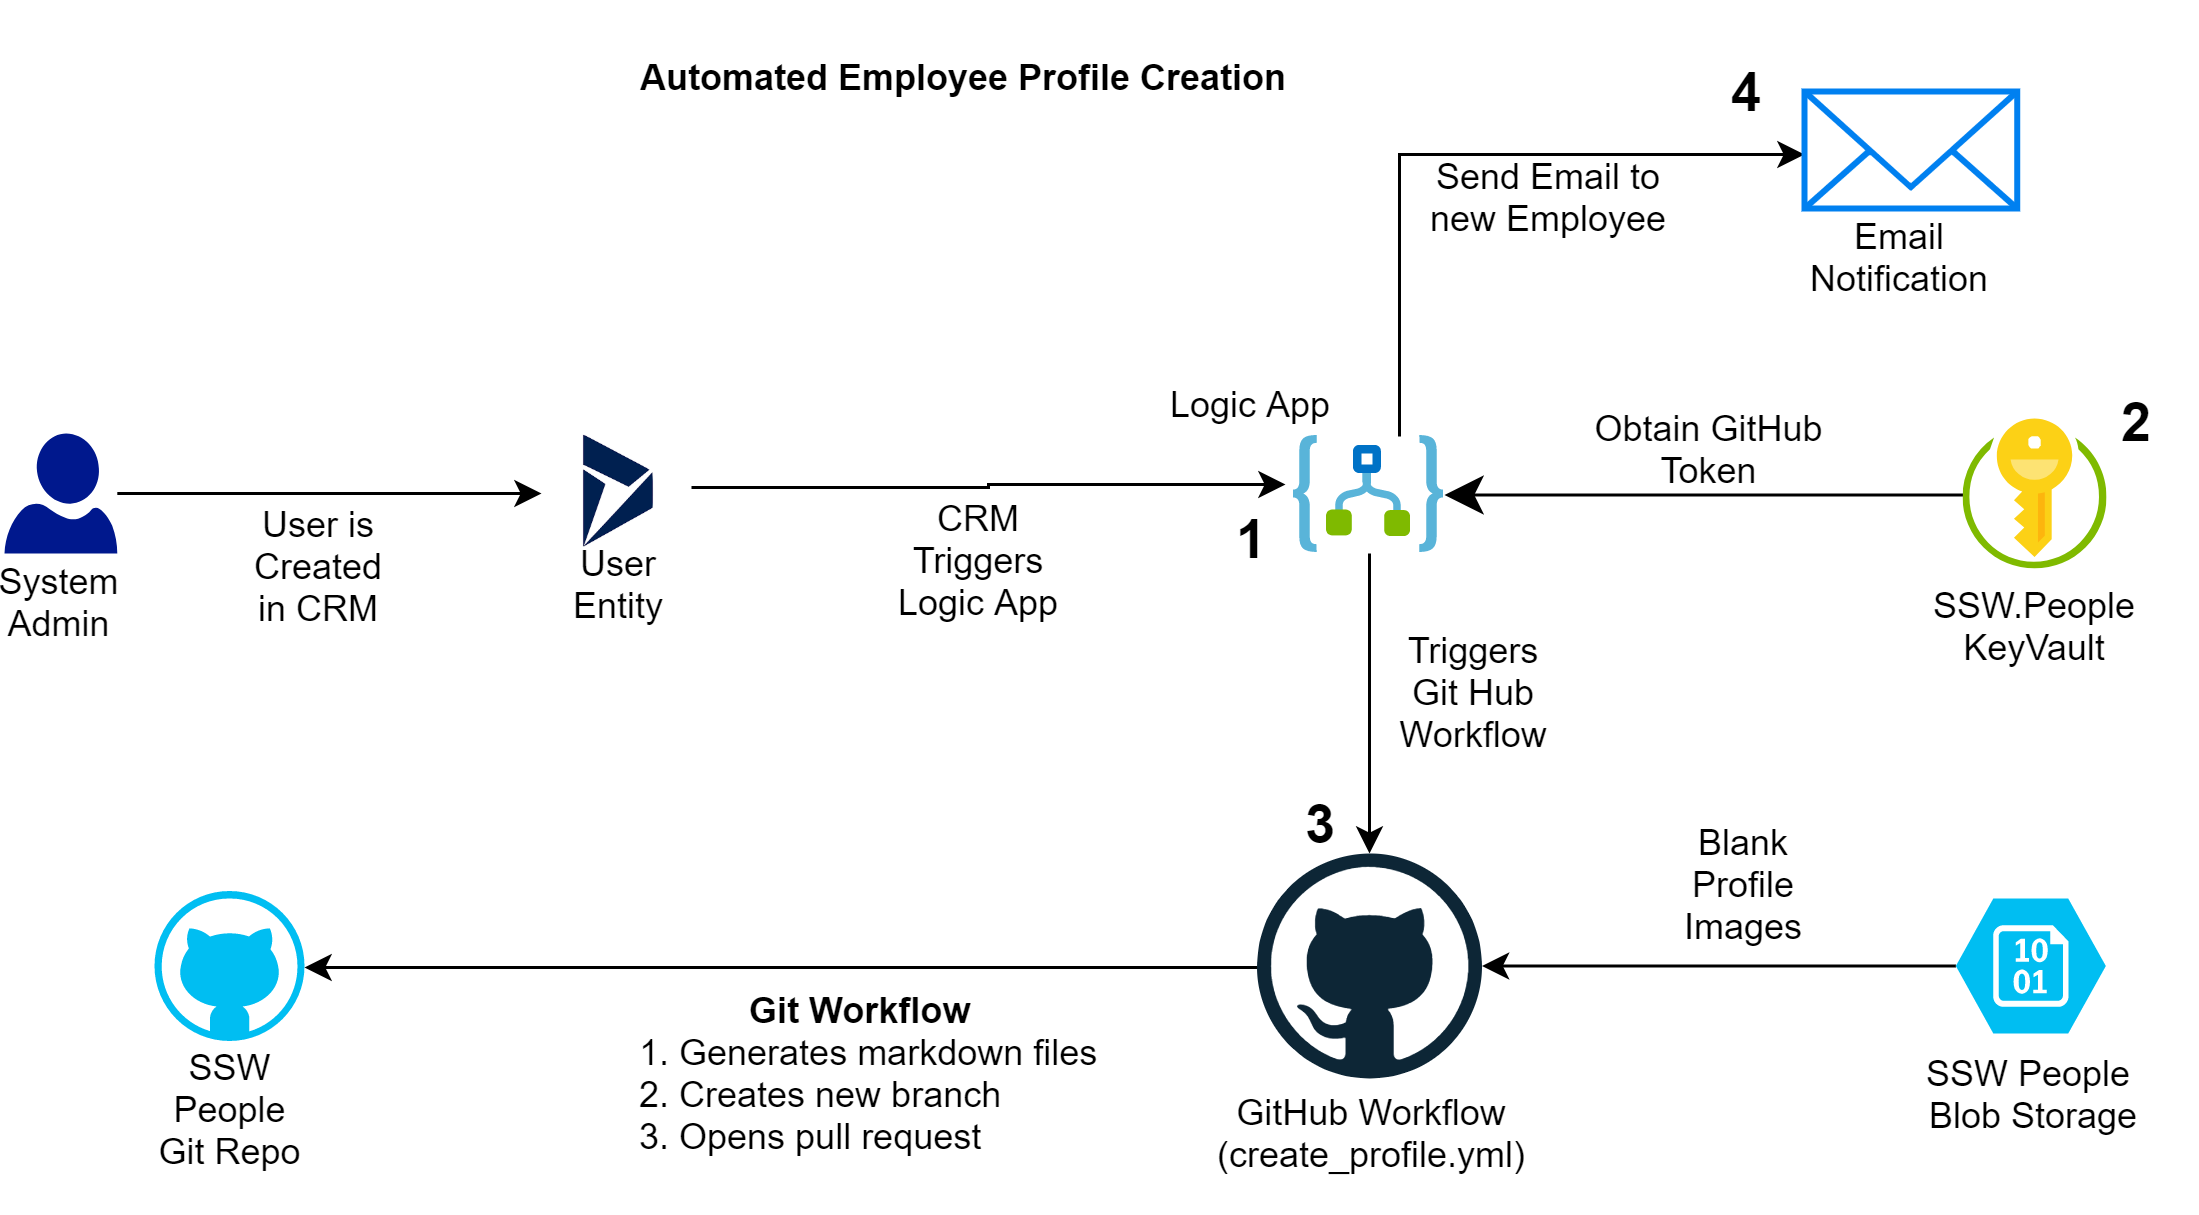 Automated Employee Profile Creation
4
Send Email to
new Employee
Email
Notification
Logic App
Obtain GitHub
Token
2
System
Admin
User is
Created
in CRM
User
Entity
CRM
Triggers
Logic App
1
SSW.People
KeyVault
Triggers
Git Hub
Workflow
3
Blank
Profile
Images
10
01
SSW
People
Git Repo
Git Workflow
1. Generates markdown files
2. Creates new branch
3. Opens pull request
GitHub Workflow
(create_profile.yml)
SSW People
Blob Storage